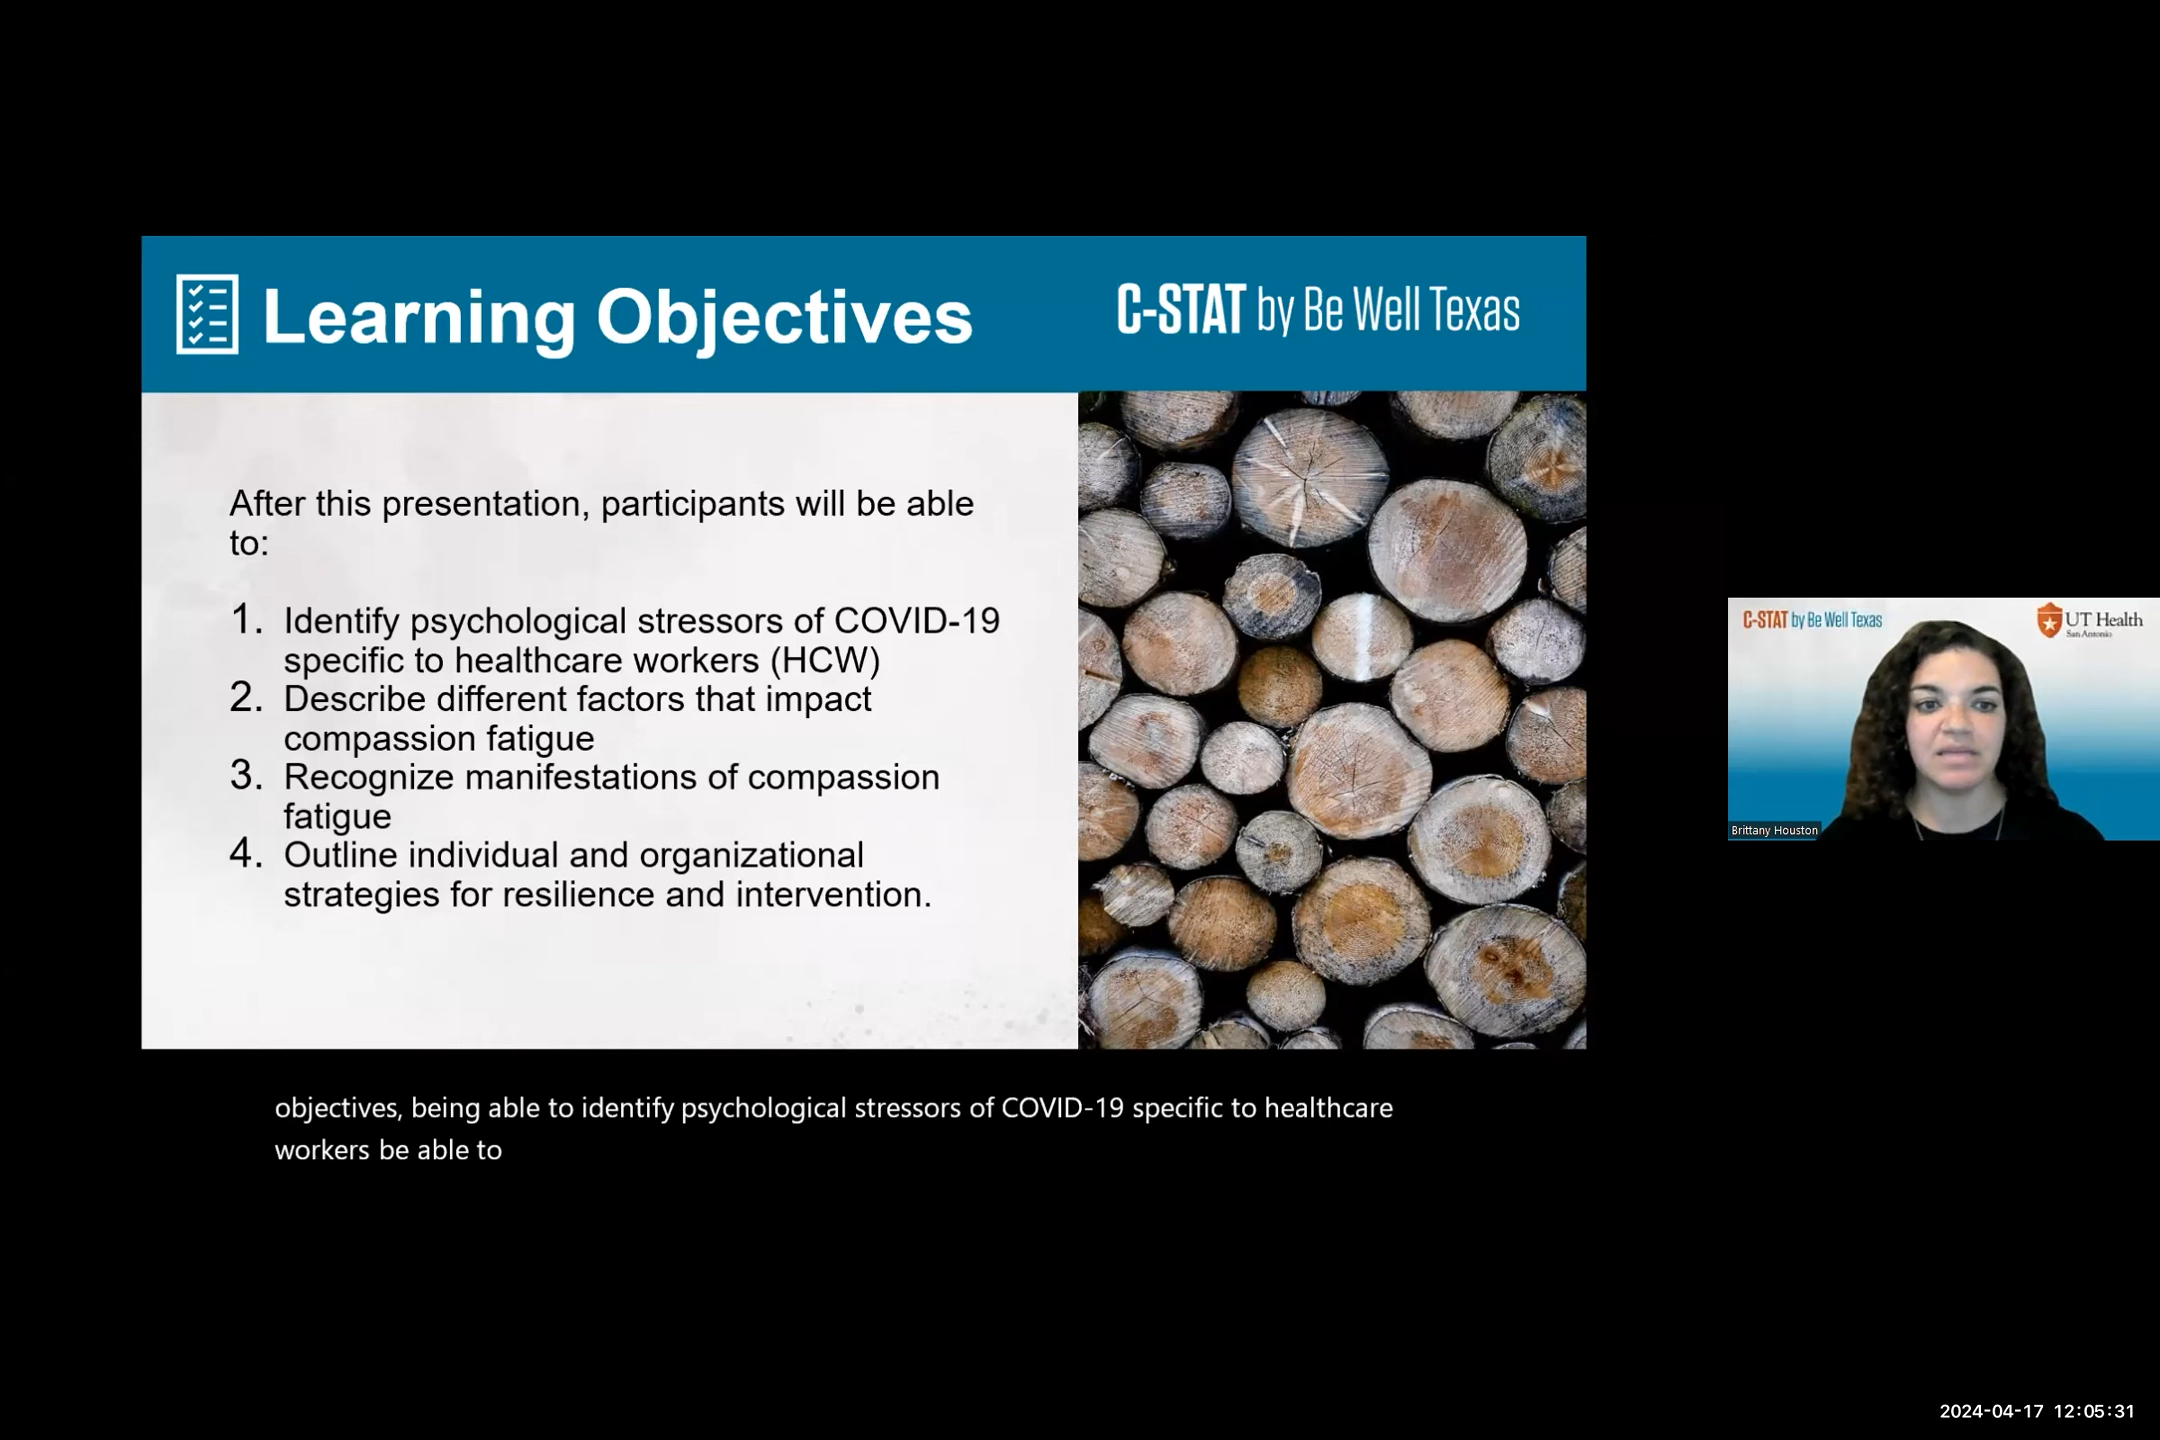 Learning Objectives
C-STAT by Be Well Texas
After this presentation, participants will be able
to:
1. Identify psychological stressors of COVID-19
specific to healthcare workers (HCW)
2. Describe different factors that impact
compassion fatigue
3. Recognize manifestations of compassion
fatigue
4. Outline individual and organizational
strategies for resilience and intervention.
C-STAT by Be Well Texas
UT Health
San Antonio
Brittany Houston
objectives, being able to identify psychological stressors of COVID-19 specific to healthcare
workers be able to
2024-04-17 12:05:31